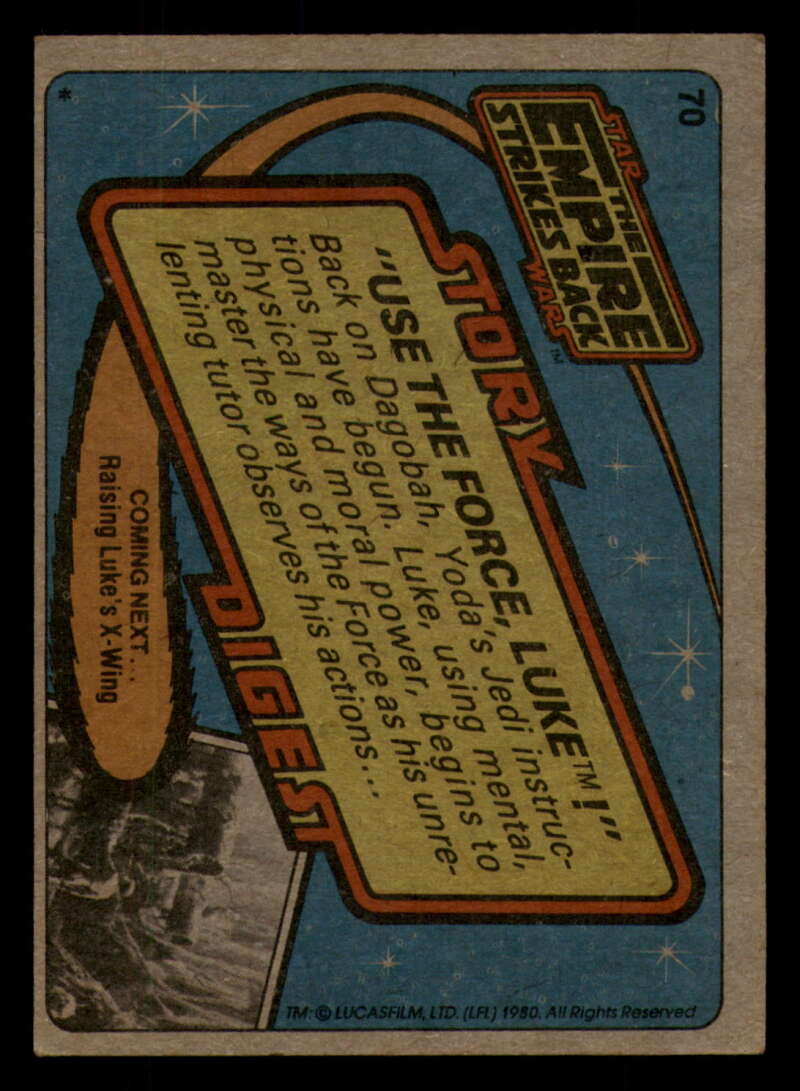 70
STAR
THE
EMPIRE
STRIKES BACK
WARS™
STORY
"USE THE FORCE, LUKE™!"
Back on Dagobah, Yoda's Jedi instruc-
tions have begun. Luke, using mental,
physical and moral power, begins to
master the ways of the Force as his unre-
lenting tutor observes his actions...
DIGEST
COMING NEXT...
Raising Luke's X-Wing
*
TM: © LUCASFILM, LTD. (LFL) 1980. All Rights Reserved